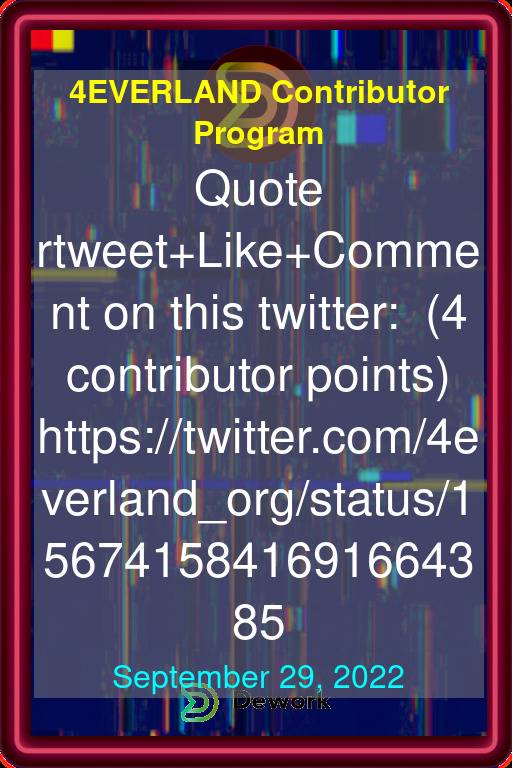 4EVERLAND Contributor
Program
Quote
rtweet+Like+Comme
nt on this twitter:  (4
contributor points)
https://twitter.com/4e
verland_org/status/1
56741584169166643
85
September 29, 2022
Dework